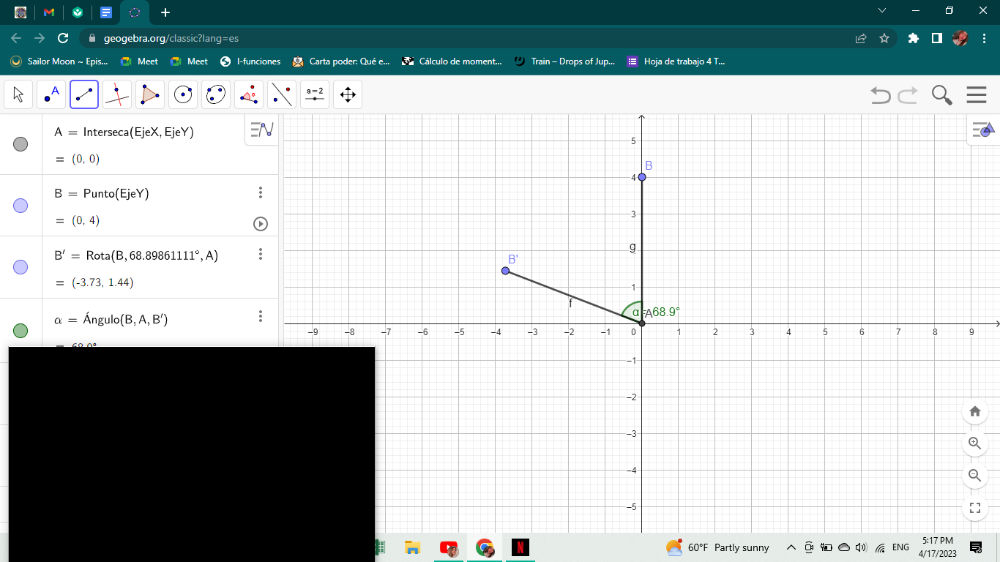 geogebra.org/classic?lang=es
Sailor Moon ~ Epis... Meet Meet I-funciones Carta poder: Qué e... Cálculo de moment... Train – Drops of Jup... Hoja de trabajo 4 T...
A a=2
A = Interseca(EjeX, EjeY)
= (0, 0)
B = Punto(EjeY)
= (0, 4)
B′ = Rota(B, 68.89861111°, A)
= (-3.73, 1.44)
α = Ángulo(B, A, B′)
5
B
4
3
g
2
B'
1
f
α = 68.9°
A
–9 –8 –7 –6 –5 –4 –3 –2 –1 0 1 2 3 4 5 6 7 8 9
–1
–2
–3
–4
–5
60°F Partly sunny ENG 5:17 PM
4/17/2023